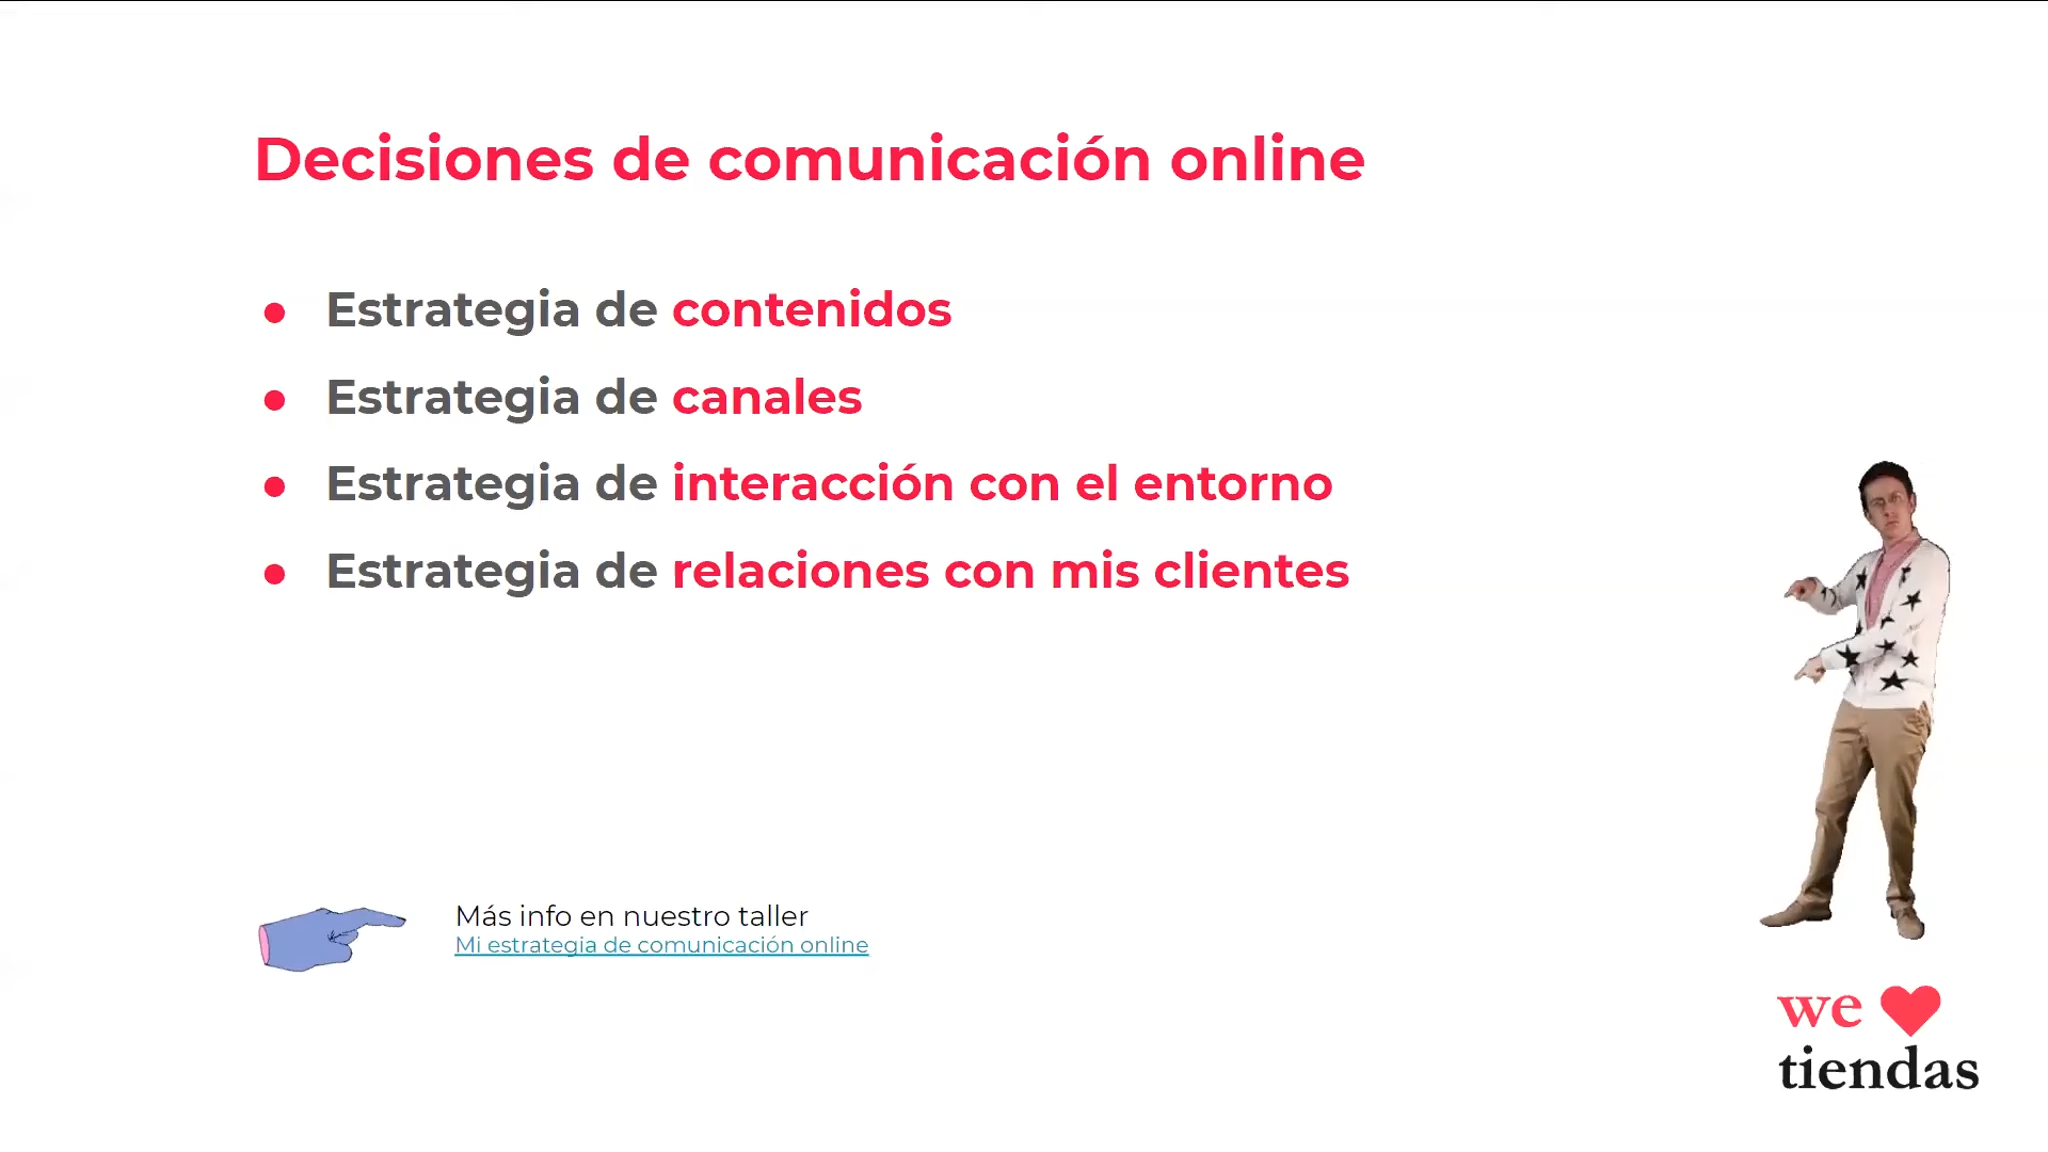 Decisiones de comunicación online
● Estrategia de contenidos
● Estrategia de canales
● Estrategia de interacción con el entorno
● Estrategia de relaciones con mis clientes
Más info en nuestro taller
Mi estrategia de comunicación online
we ❤
tiendas